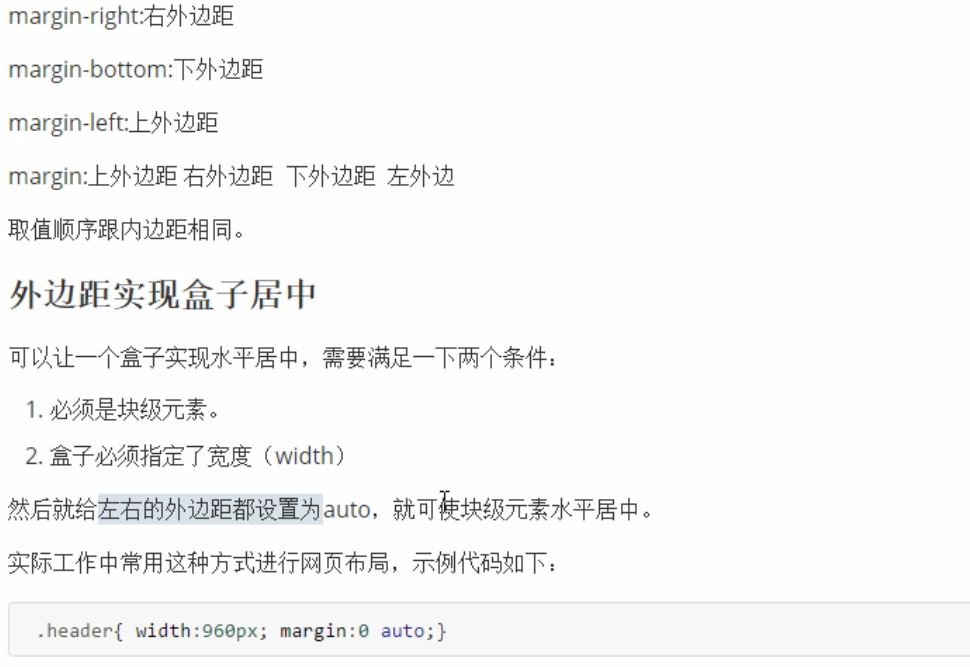 margin-right:右外边距
margin-bottom:下外边距
margin-left:上外边距
margin:上外边距 右外边距 下外边距 左外边
取值顺序跟内边距相同。
外边距实现盒子居中
可以让一个盒子实现水平居中，需要满足一下两个条件：
1. 必须是块级元素。
2. 盒子必须指定了宽度（width）
然后就给左右的外边距都设置为auto，就可使块级元素水平居中。
实际工作中常用这种方式进行网页布局，示例代码如下：
.header{ width:960px; margin:0 auto;}